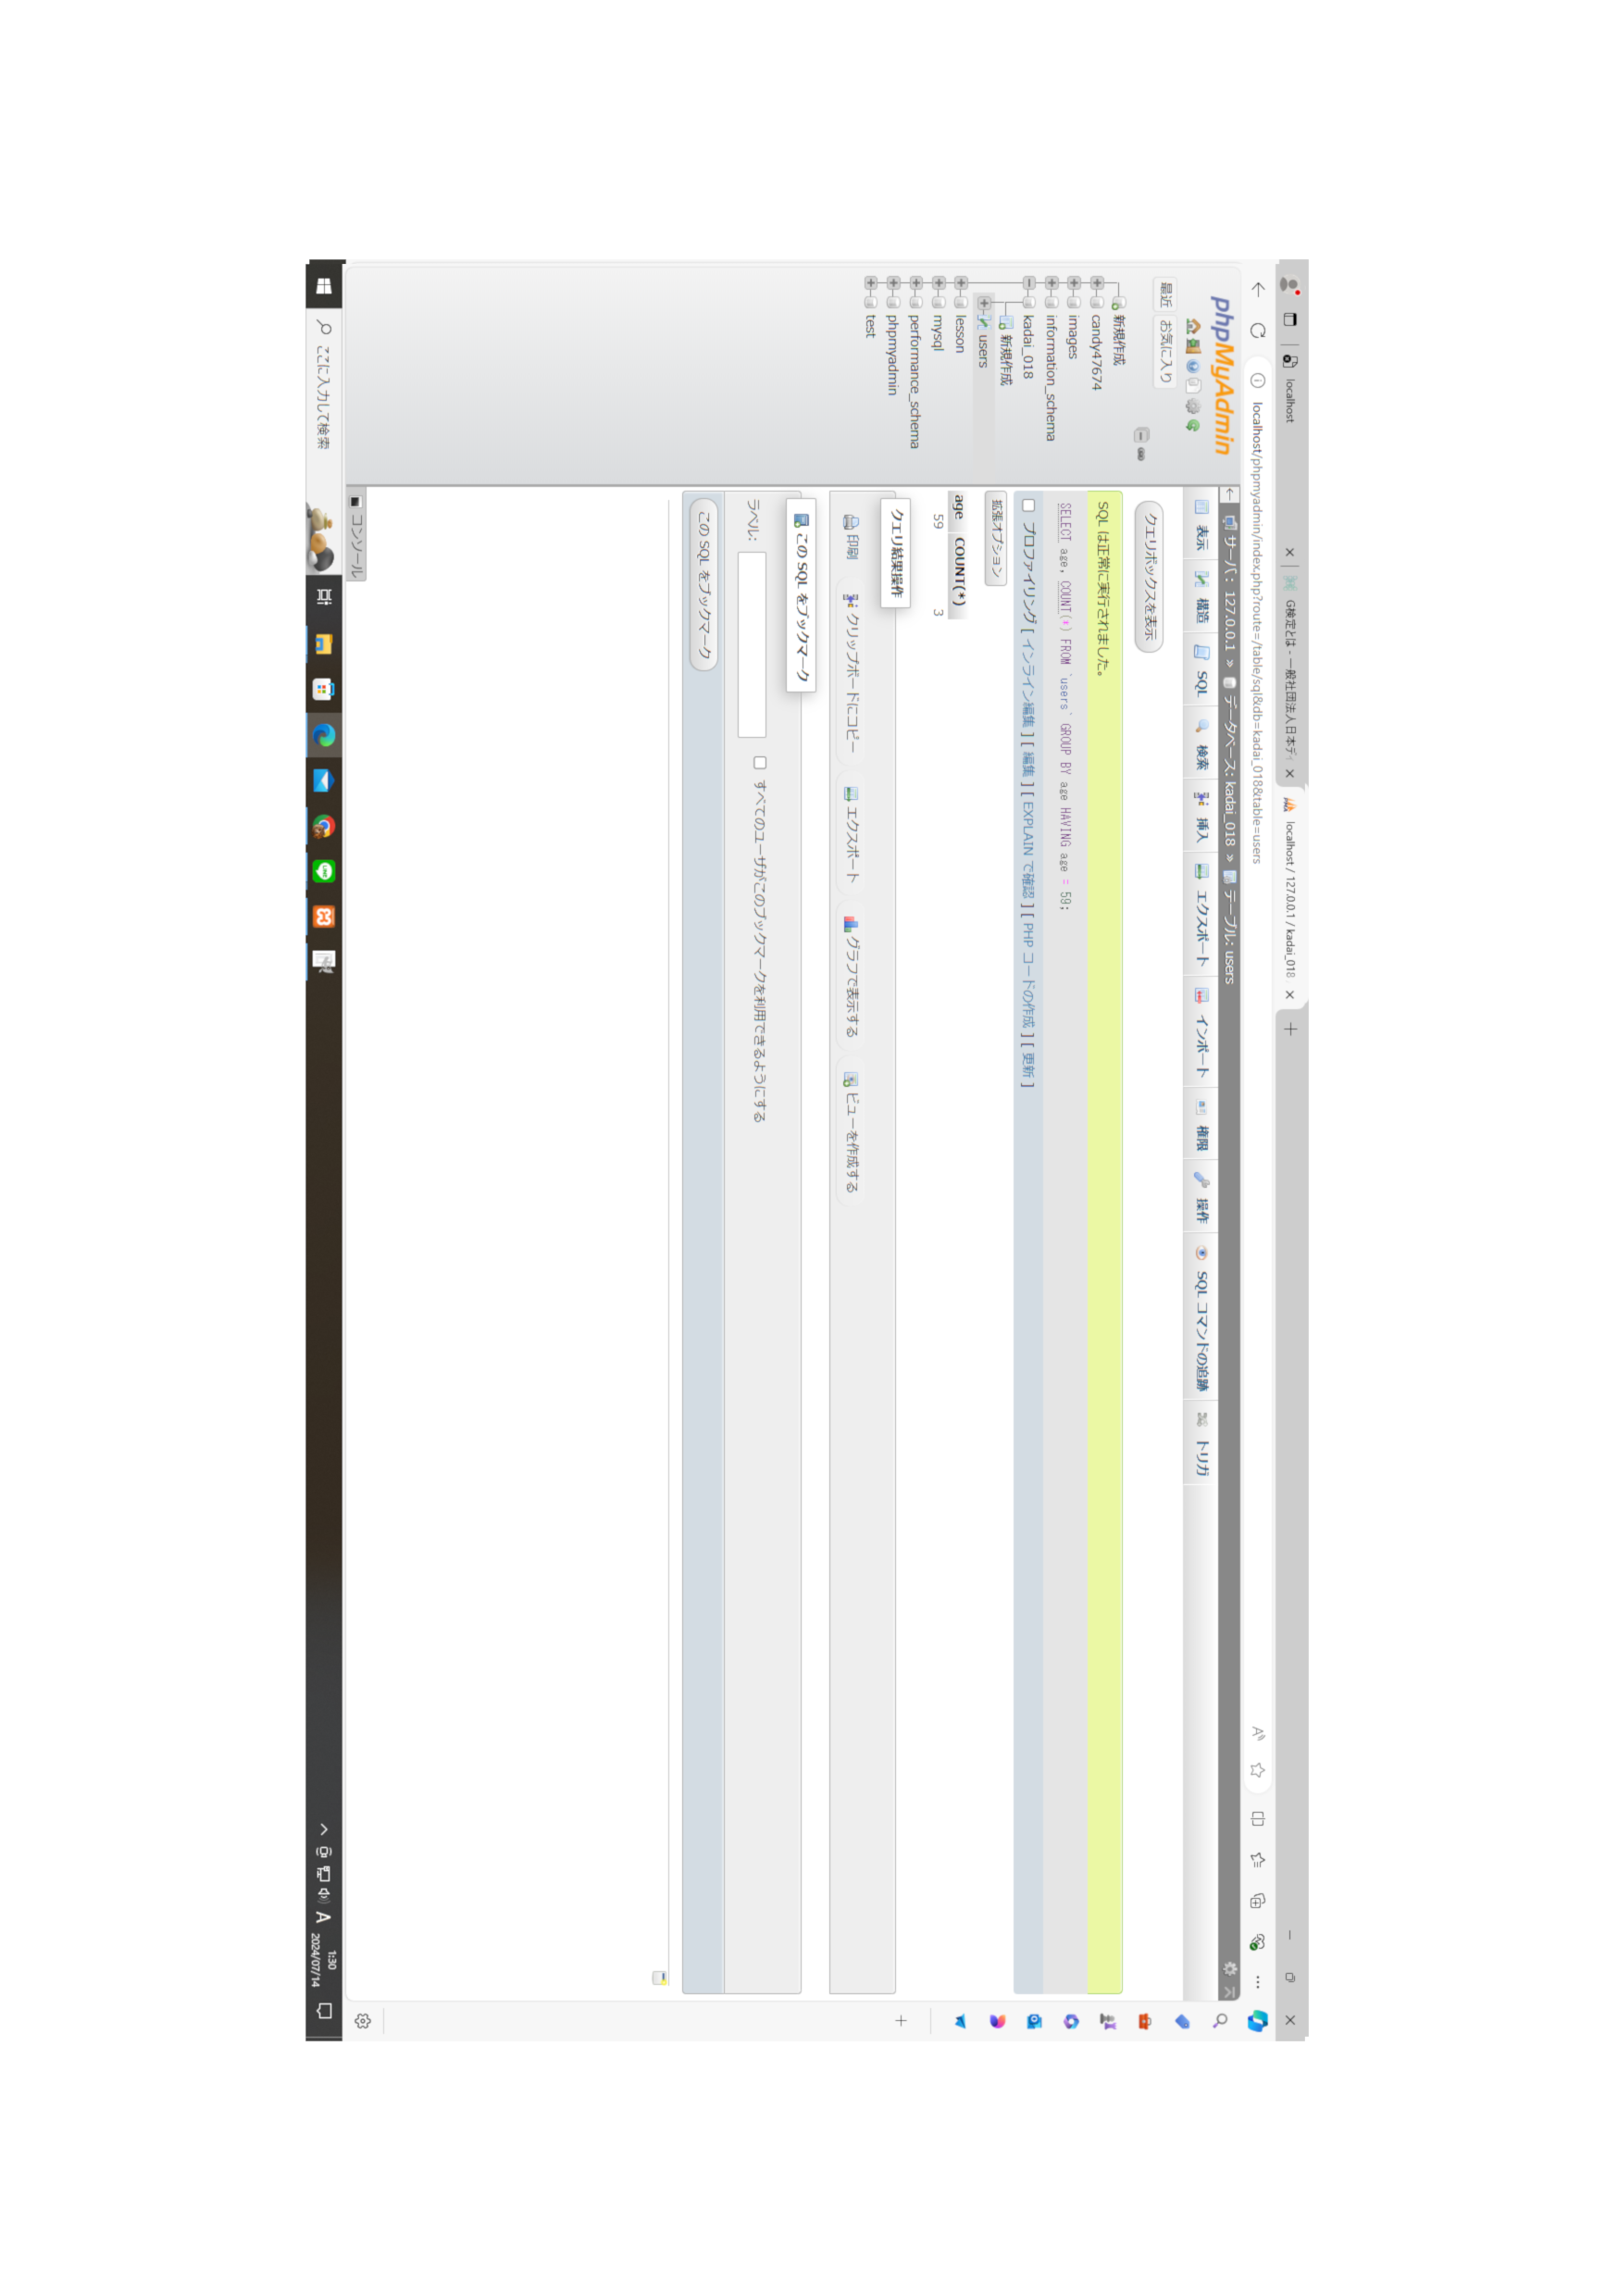 localhost
G検定とは - 一般社団法人日本デ
localhost / 127.0.0.1 / kadai_018
localhost/phpmyadmin/index.php?route=/table/sql&db=kadai_018&table=users
phpMyAdmin
最近 お気に入り
新規作成
candy47674
images
information_schema
kadai_018
新規作成
users
lesson
mysql
performance_schema
phpmyadmin
test
サーバ: 127.0.0.1 » データベース: kadai_018 » テーブル: users
表示 構造 SQL 検索 挿入 エクスポート インポート 権限 操作 SQL コマンドの追跡 トリガ
クエリボックスを表示
SQL は正常に実行されました。
SELECT age, COUNT(*) FROM `users` GROUP BY age HAVING age = 59;
プロファイリング [ インライン編集 ] [ 編集 ] [ EXPLAIN で確認 ] [ PHP コードの作成 ] [ 更新 ]
拡張オプション
age COUNT(*)
59 3
クエリ結果操作
印刷 クリップボードにコピー エクスポート グラフで表示する ビューを作成する
この SQL をブックマーク
ラベル: すべてのユーザがこのブックマークを利用できるようにする
この SQL をブックマーク
コンソール
ここに入力して検索
A
1:30
2024/07/14